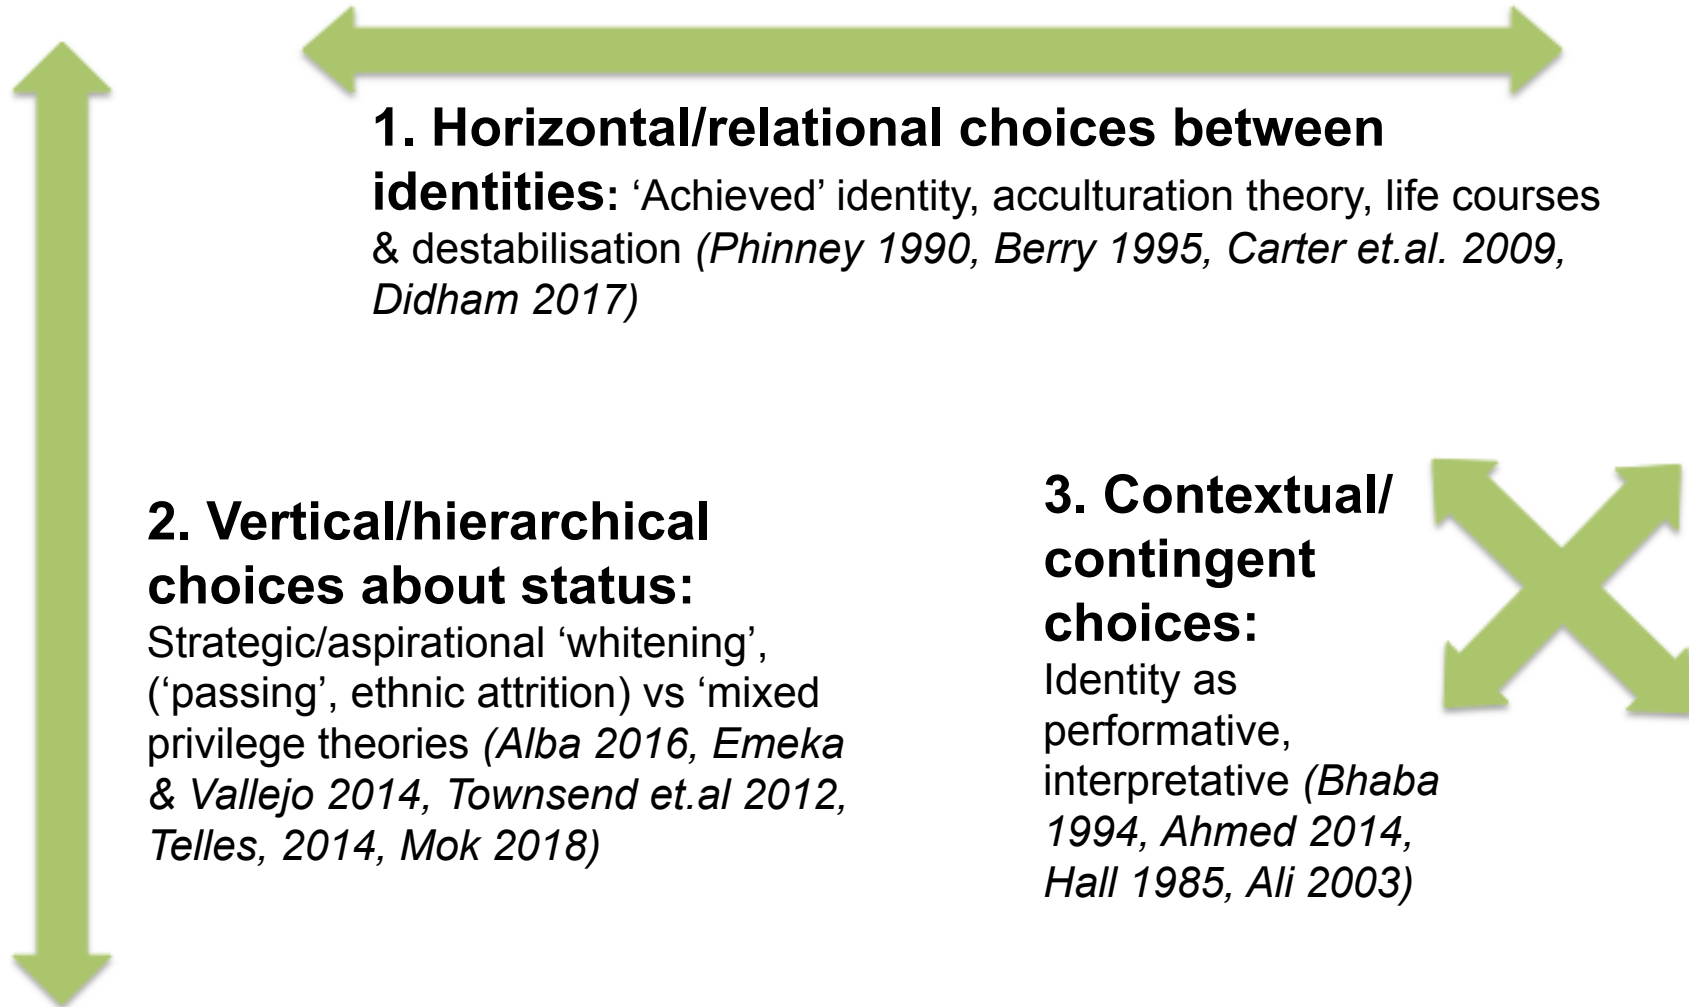 1. Horizontal/relational choices between
identities: ‘Achieved’ identity, acculturation theory, life courses
& destabilisation (Phinney 1990, Berry 1995, Carter et.al. 2009,
Didham 2017)
2. Vertical/hierarchical
choices about status:
Strategic/aspirational ‘whitening’,
(‘passing’, ethnic attrition) vs ‘mixed
privilege theories (Alba 2016, Emeka
& Vallejo 2014, Townsend et.al 2012,
Telles, 2014, Mok 2018)
3. Contextual/
contingent
choices:
Identity as
performative,
interpretative (Bhaba
1994, Ahmed 2014,
Hall 1985, Ali 2003)